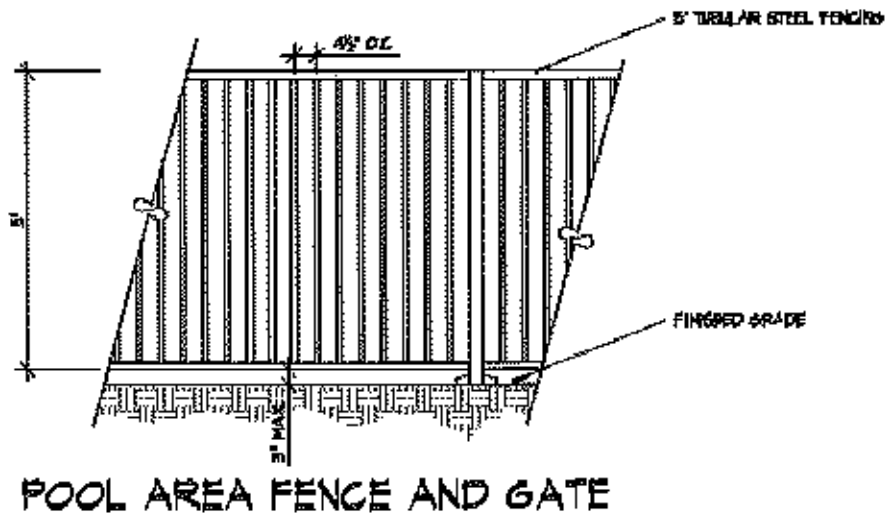 4½" O.C.
5' TUBULAR STEEL FENCING
5'
FINISHED GRADE
3" MAX.
POOL AREA FENCE AND GATE